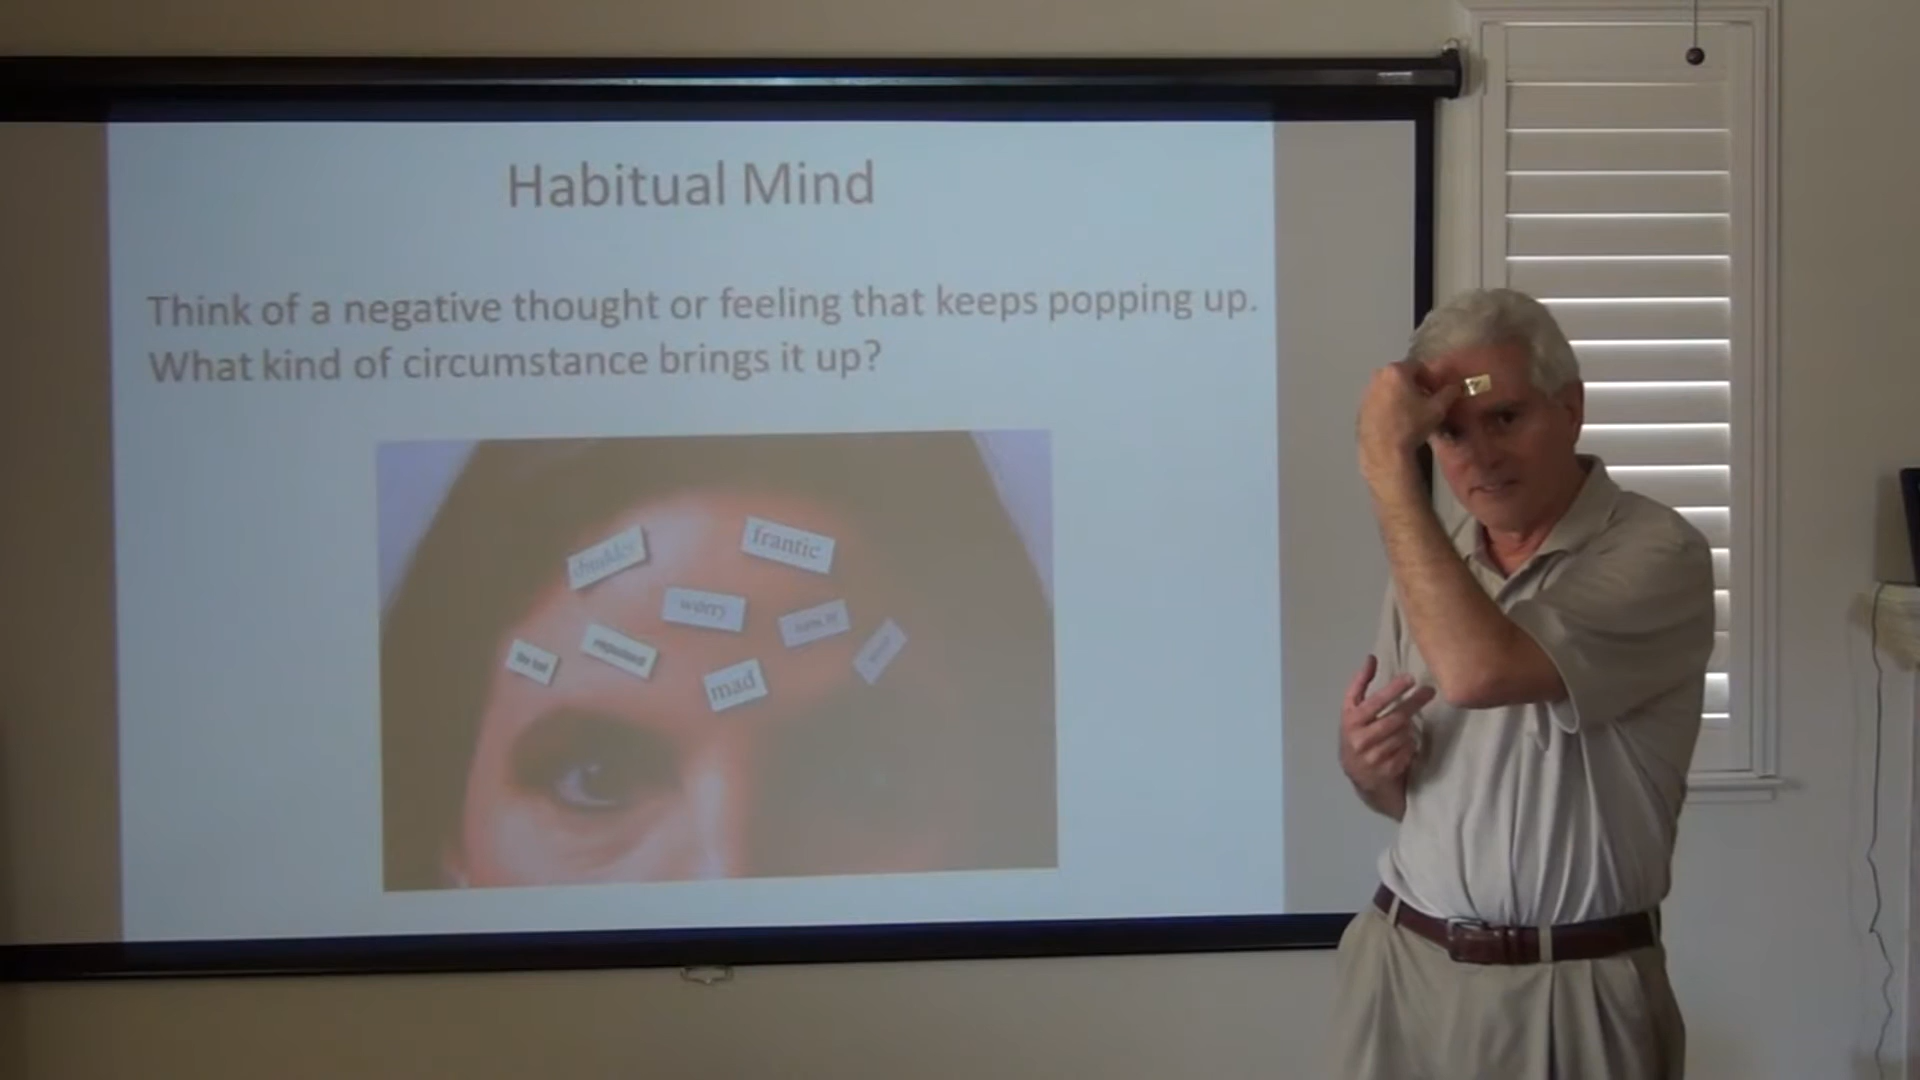 Habitual Mind
Think of a negative thought or feeling that keeps popping up.
What kind of circumstance brings it up?
frantic
worry
mad